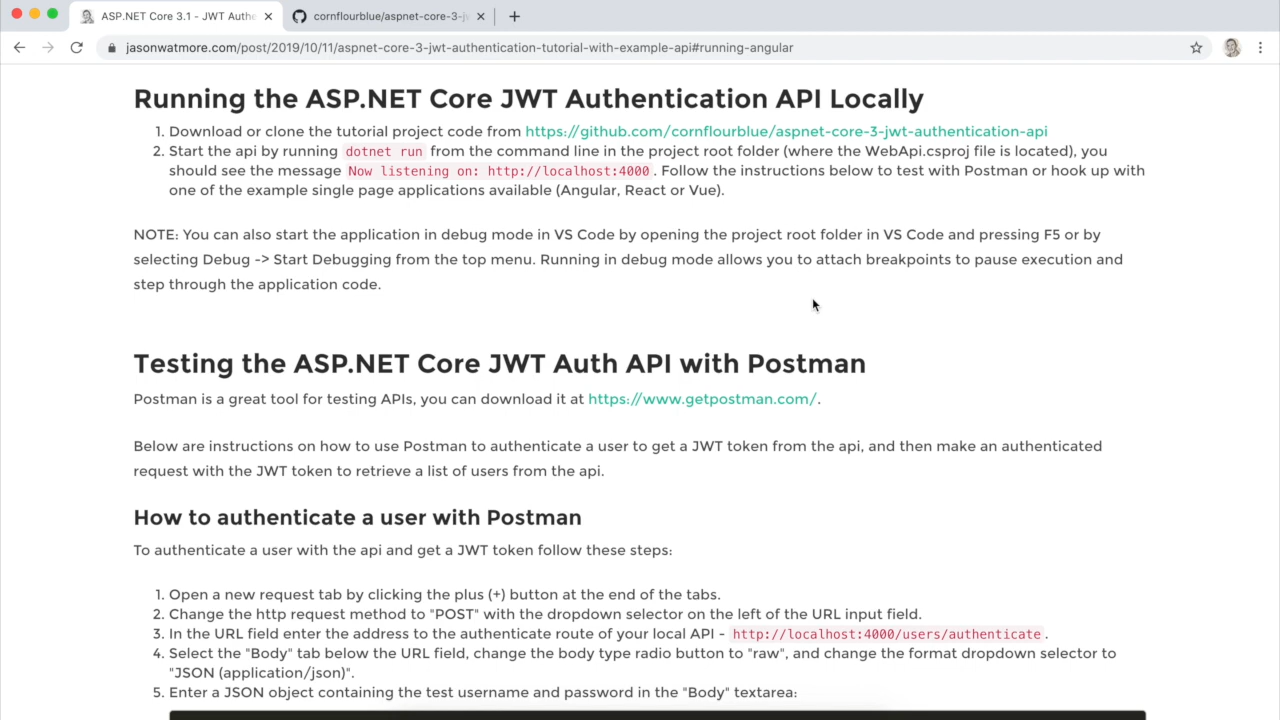 ASP.NET Core 3.1 - JWT Authe
cornflourblue/aspnet-core-3-j
jasonwatmore.com/post/2019/10/11/aspnet-core-3-jwt-authentication-tutorial-with-example-api#running-angular
Running the ASP.NET Core JWT Authentication API Locally
1. Download or clone the tutorial project code from https://github.com/cornflourblue/aspnet-core-3-jwt-authentication-api
2. Start the api by running dotnet run from the command line in the project root folder (where the WebApi.csproj file is located), you
should see the message Now listening on: http://localhost:4000. Follow the instructions below to test with Postman or hook up with
one of the example single page applications available (Angular, React or Vue).
NOTE: You can also start the application in debug mode in VS Code by opening the project root folder in VS Code and pressing F5 or by
selecting Debug -> Start Debugging from the top menu. Running in debug mode allows you to attach breakpoints to pause execution and
step through the application code.
Testing the ASP.NET Core JWT Auth API with Postman
Postman is a great tool for testing APIs, you can download it at https://www.getpostman.com/.
Below are instructions on how to use Postman to authenticate a user to get a JWT token from the api, and then make an authenticated
request with the JWT token to retrieve a list of users from the api.
How to authenticate a user with Postman
To authenticate a user with the api and get a JWT token follow these steps:
1. Open a new request tab by clicking the plus (+) button at the end of the tabs.
2. Change the http request method to "POST" with the dropdown selector on the left of the URL input field.
3. In the URL field enter the address to the authenticate route of your local API - http://localhost:4000/users/authenticate.
4. Select the "Body" tab below the URL field, change the body type radio button to "raw", and change the format dropdown selector to
"JSON (application/json)".
5. Enter a JSON object containing the test username and password in the "Body" textarea: